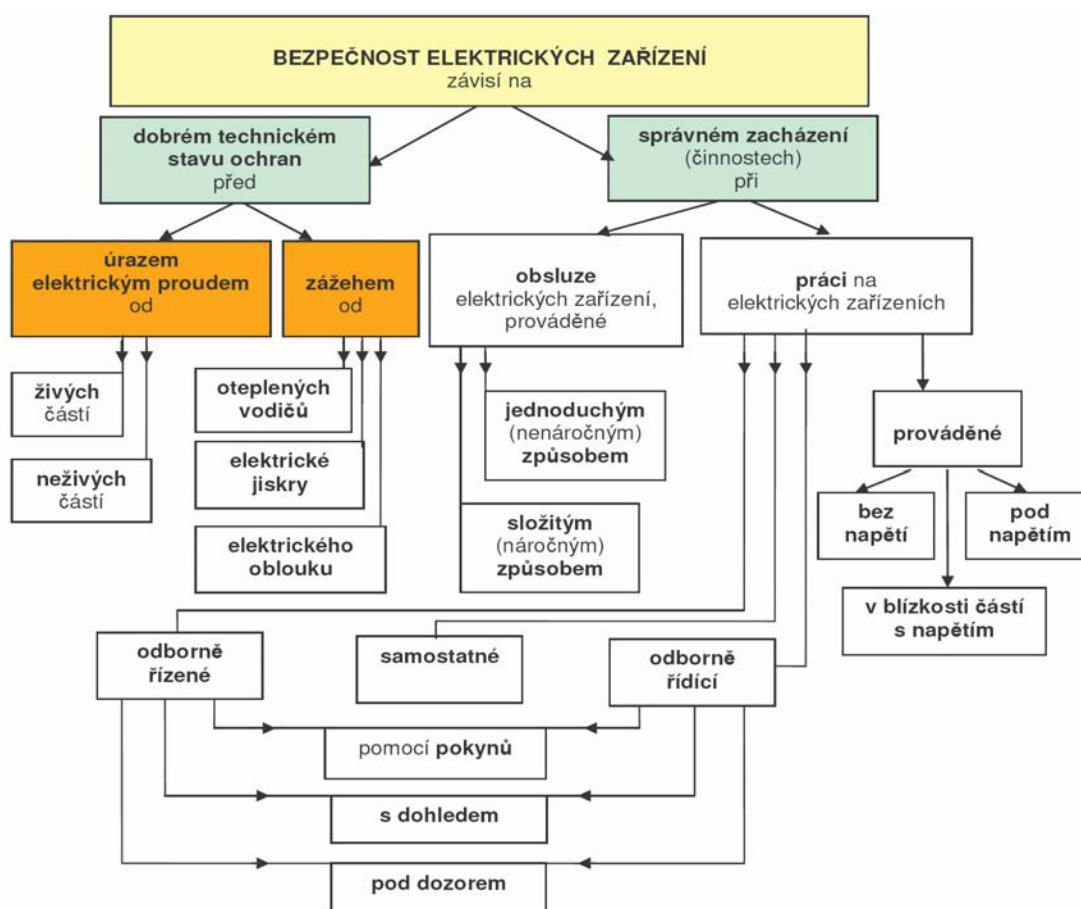 BEZPEČNOST ELEKTRICKÝCH ZAŘÍZENÍ
závisí na
dobrém technickém
stavu ochran
před
správném zacházení
(činnostech)
při
úrazem
elektrickým proudem
od
zážehem
od
obsluze
elektrických zařízení,
prováděné
práci na
elektrických zařízeních
živých
částí
neživých
částí
oteplených
vodičů
elektrické
jiskry
elektrického
oblouku
jednoduchým
(nenáročným)
způsobem
složitým
(náročným)
způsobem
prováděné
bez
napětí
pod
napětím
v blízkosti částí
s napětím
odborně
řízené
samostatné
odborně
řídící
pomocí pokynů
s dohledem
pod dozorem